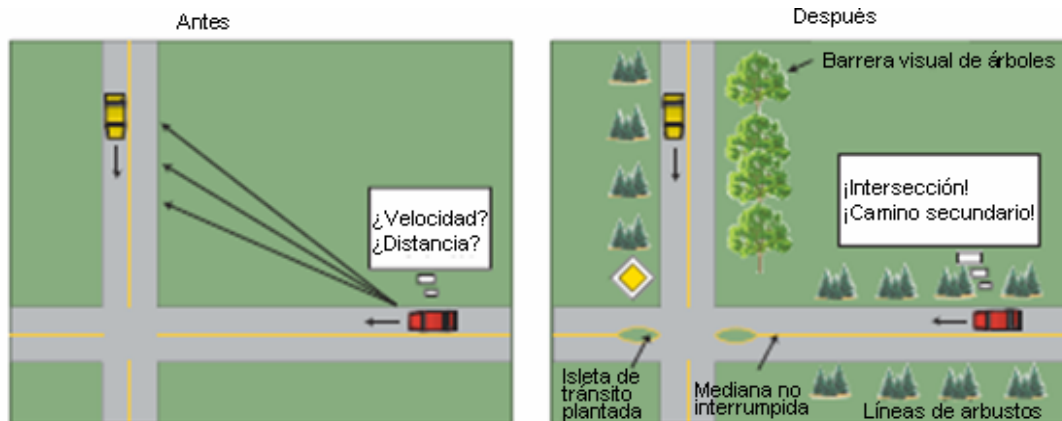 Antes
¿Velocidad?
¿Distancia?
Después
Barrera visual de árboles
¡Intersección!
¡Camino secundario!
Isleta de
tránsito
plantada
Mediana no
interrumpida
Líneas de arbustos